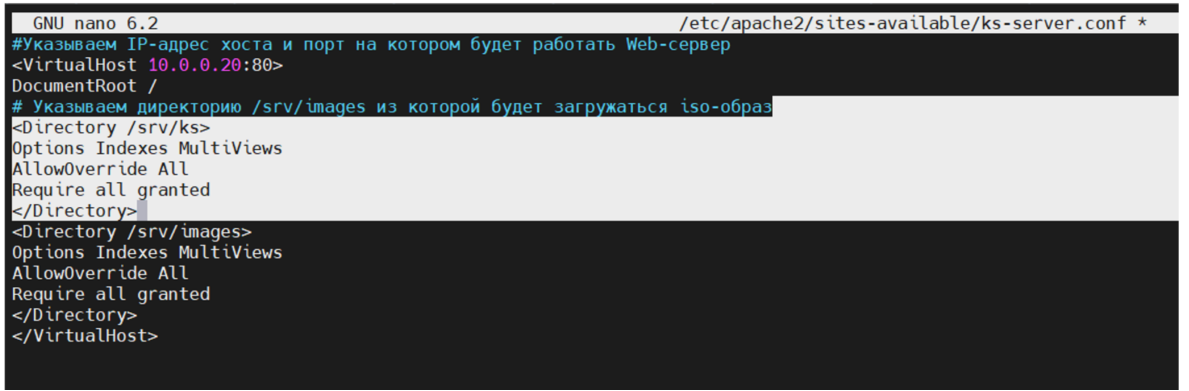 GNU nano 6.2 /etc/apache2/sites-available/ks-server.conf *
#Указываем IP-адрес хоста и порт на котором будет работать Web-сервер
<VirtualHost 10.0.0.20:80>
DocumentRoot /
# Указываем директорию /srv/images из которой будет загружаться iso-образ
<Directory /srv/ks>
Options Indexes MultiViews
AllowOverride All
Require all granted
</Directory>
<Directory /srv/images>
Options Indexes MultiViews
AllowOverride All
Require all granted
</Directory>
</VirtualHost>